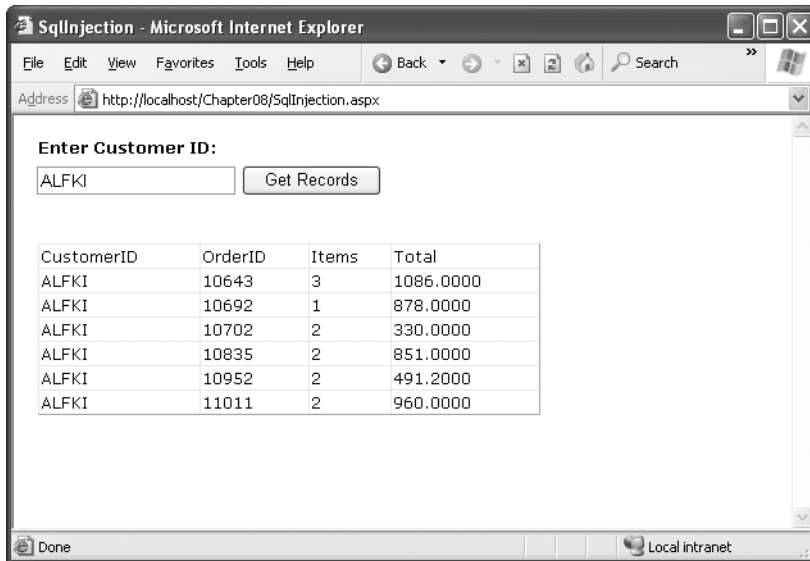 SqlInjection - Microsoft Internet Explorer
File Edit View Favorites Tools Help Back Search »
Address http://localhost/Chapter08/SqlInjection.aspx
Enter Customer ID:
ALFKI Get Records
CustomerID OrderID Items Total
ALFKI 10643 3 1086.0000
ALFKI 10692 1 878.0000
ALFKI 10702 2 330.0000
ALFKI 10835 2 851.0000
ALFKI 10952 2 491.2000
ALFKI 11011 2 960.0000
Done Local intranet